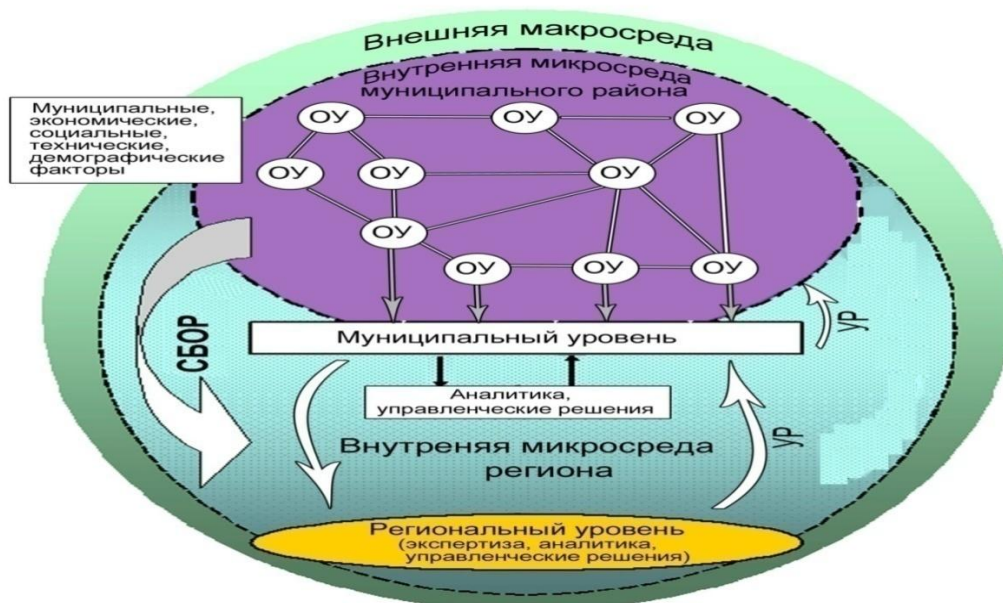 Внешняя макросреда
Внутренняя микросреда
муниципального района
Муниципальные,
экономические,
социальные,
технические,
демографические
факторы
ОУ
ОУ
ОУ
ОУ
ОУ
ОУ
ОУ
ОУ
ОУ
ОУ
Муниципальный уровень
УР
СБОР
Аналитика,
управленческие решения
Внутреняя микросреда
региона
УР
Региональный уровень
(экспертиза, аналитика,
управленческие решения)